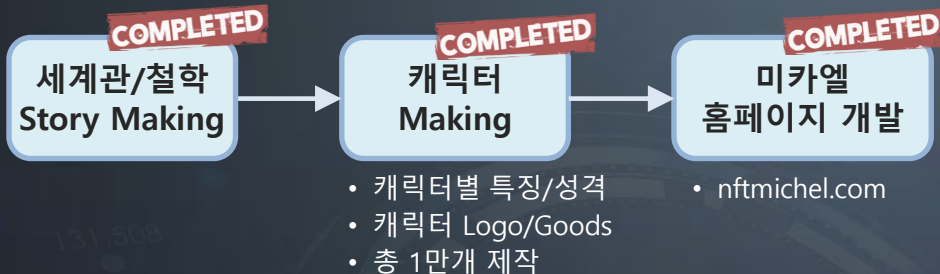 COMPLETED
세계관/철학
Story Making
COMPLETED
캐릭터
Making
• 캐릭터별 특징/성격
• 캐릭터 Logo/Goods
• 총 1만개 제작
COMPLETED
미카엘
홈페이지 개발
• nftmichel.com
131,508